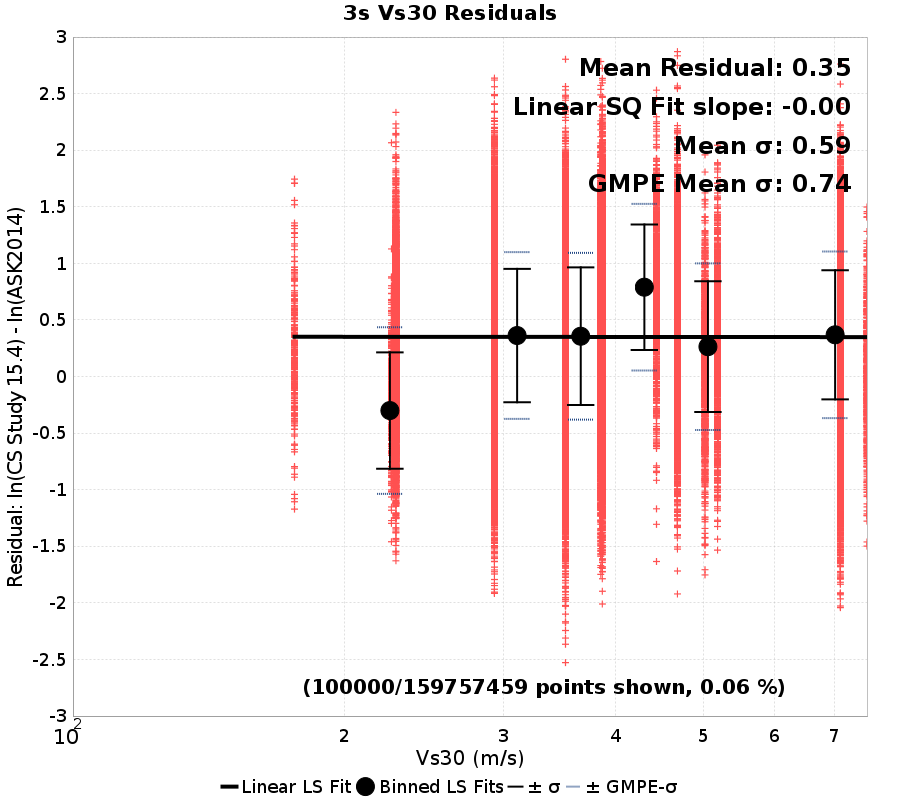 3s Vs30 Residuals
Mean Residual: 0.35
Linear SQ Fit slope: -0.00
Mean σ: 0.59
GMPE Mean σ: 0.74
3
2.5
2
1.5
1
0.5
0
-0.5
-1
-1.5
-2
-2.5
-3
Residual: ln(CS Study 15.4) - ln(ASK2014)
(100000/159757459 points shown, 0.06 %)
10² 2 3 4 5 6 7
Vs30 (m/s)
Linear LS Fit Binned LS Fits ± σ ± GMPE-σ